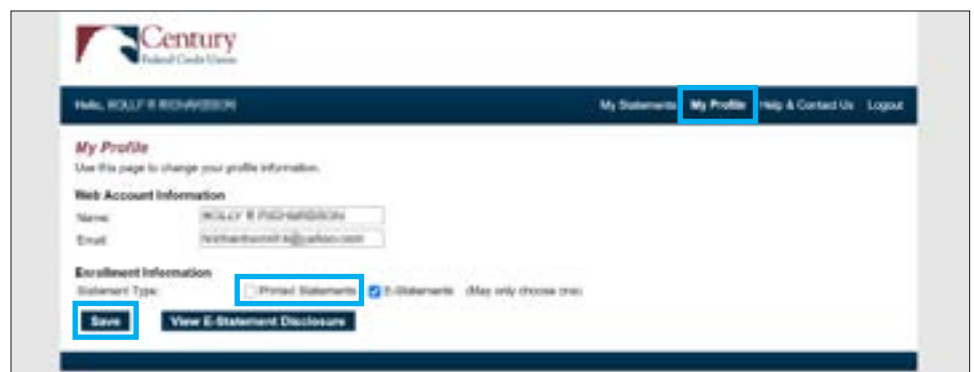 Century
Federal Credit Union
Hello, HOLLY R RICHARDSON
My Statements My Profile Help & Contact Us Logout
My Profile
Use this page to change your profile information.
Web Account Information
Name: HOLLY R RICHARDSON
Email:
Enrollment Information
Statement Type: Printed Statements E-Statements (May only choose one)
Save View E-Statement Disclosure